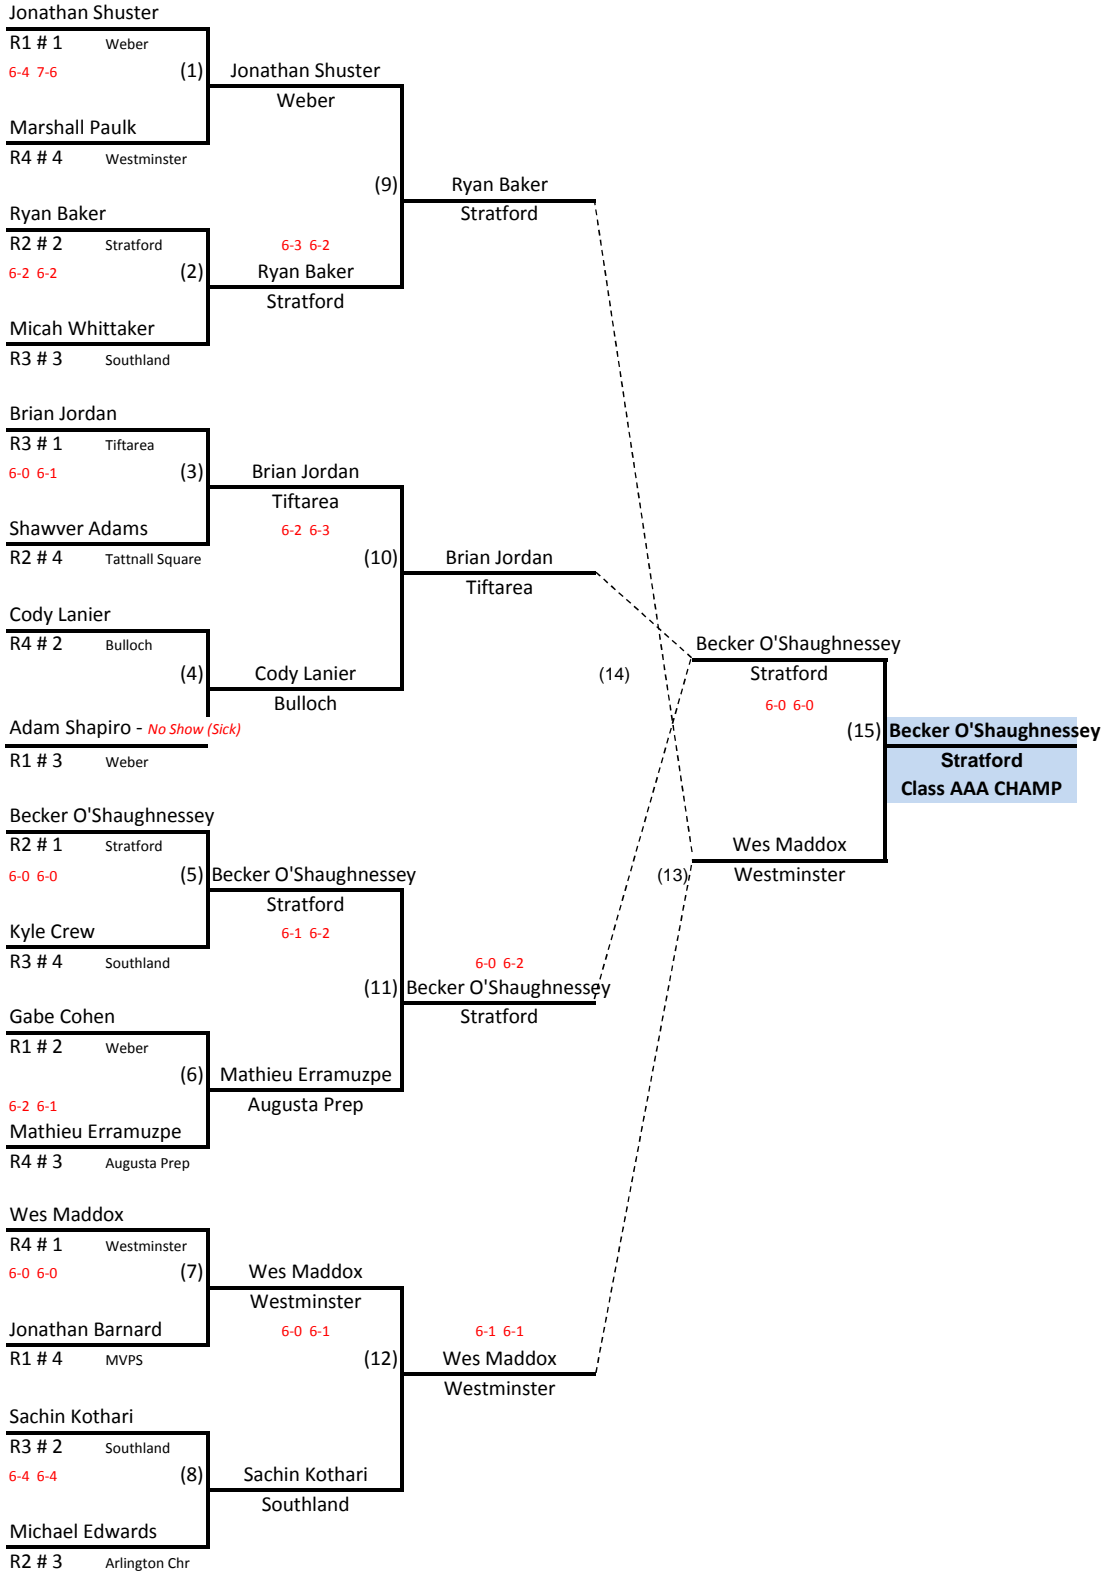 Jonathan Shuster
R1 # 1 Weber
6-4 7-6 (1) Jonathan Shuster
Weber
Marshall Paulk
R4 # 4 Westminster
(9) Ryan Baker
Stratford
Ryan Baker
R2 # 2 Stratford 6-3 6-2
6-2 6-2 (2) Ryan Baker
Stratford
Micah Whittaker
R3 # 3 Southland
Brian Jordan
R3 # 1 Tiftarea
6-0 6-1 (3) Brian Jordan
Tiftarea
Shawver Adams 6-2 6-3
R2 # 4 Tattnall Square (10) Brian Jordan
Tiftarea
Cody Lanier
R4 # 2 Bulloch Becker O'Shaughnessey
(4) Cody Lanier (14) Stratford
Bulloch 6-0 6-0
Adam Shapiro - No Show (Sick) (15) Becker O'Shaughnessey
R1 # 3 Weber Stratford
Class AAA CHAMP
Becker O'Shaughnessey
R2 # 1 Stratford Wes Maddox
6-0 6-0 (5) Becker O'Shaughnessey (13) Westminster
Stratford
Kyle Crew 6-1 6-2
R3 # 4 Southland 6-0 6-2
(11) Becker O'Shaughnessey
Gabe Cohen Stratford
R1 # 2 Weber
(6) Mathieu Erramuzpe
6-2 6-1 Augusta Prep
Mathieu Erramuzpe
R4 # 3 Augusta Prep
Wes Maddox
R4 # 1 Westminster
6-0 6-0 (7) Wes Maddox
Westminster
Jonathan Barnard 6-0 6-1 6-1 6-1
R1 # 4 MVPS (12) Wes Maddox
Westminster
Sachin Kothari
R3 # 2 Southland
6-4 6-4 (8) Sachin Kothari
Southland
Michael Edwards
R2 # 3 Arlington Chr